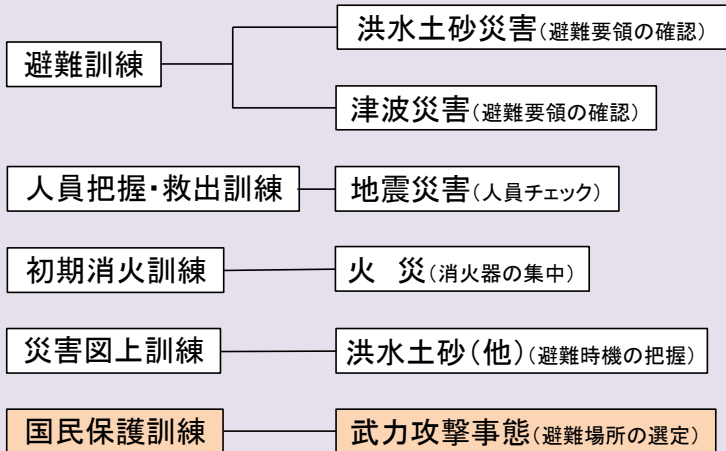 避難訓練
洪水土砂災害(避難要領の確認)
津波災害(避難要領の確認)
人員把握・救出訓練
地震災害(人員チェック)
初期消火訓練
火　災(消火器の集中)
災害図上訓練
洪水土砂(他)(避難時機の把握)
国民保護訓練
武力攻撃事態(避難場所の選定)